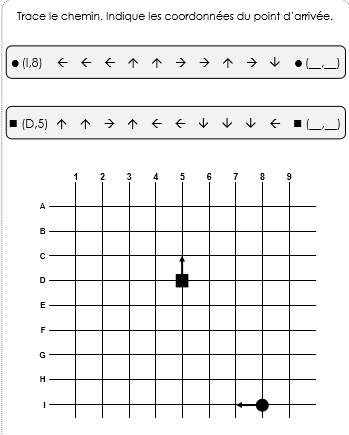 Trace le chemin. Indique les coordonnées du point d'arrivée.
● (I,8) ← ← ← ↑ ↑ → → ↑ → ↓ ● (__,__)
■ (D,5) ↑ ↑ → ↑ ← ← ↓ ↓ ↓ ← ■ (__,__)
1 2 3 4 5 6 7 8 9
A
B
C
D
E
F
G
H
I